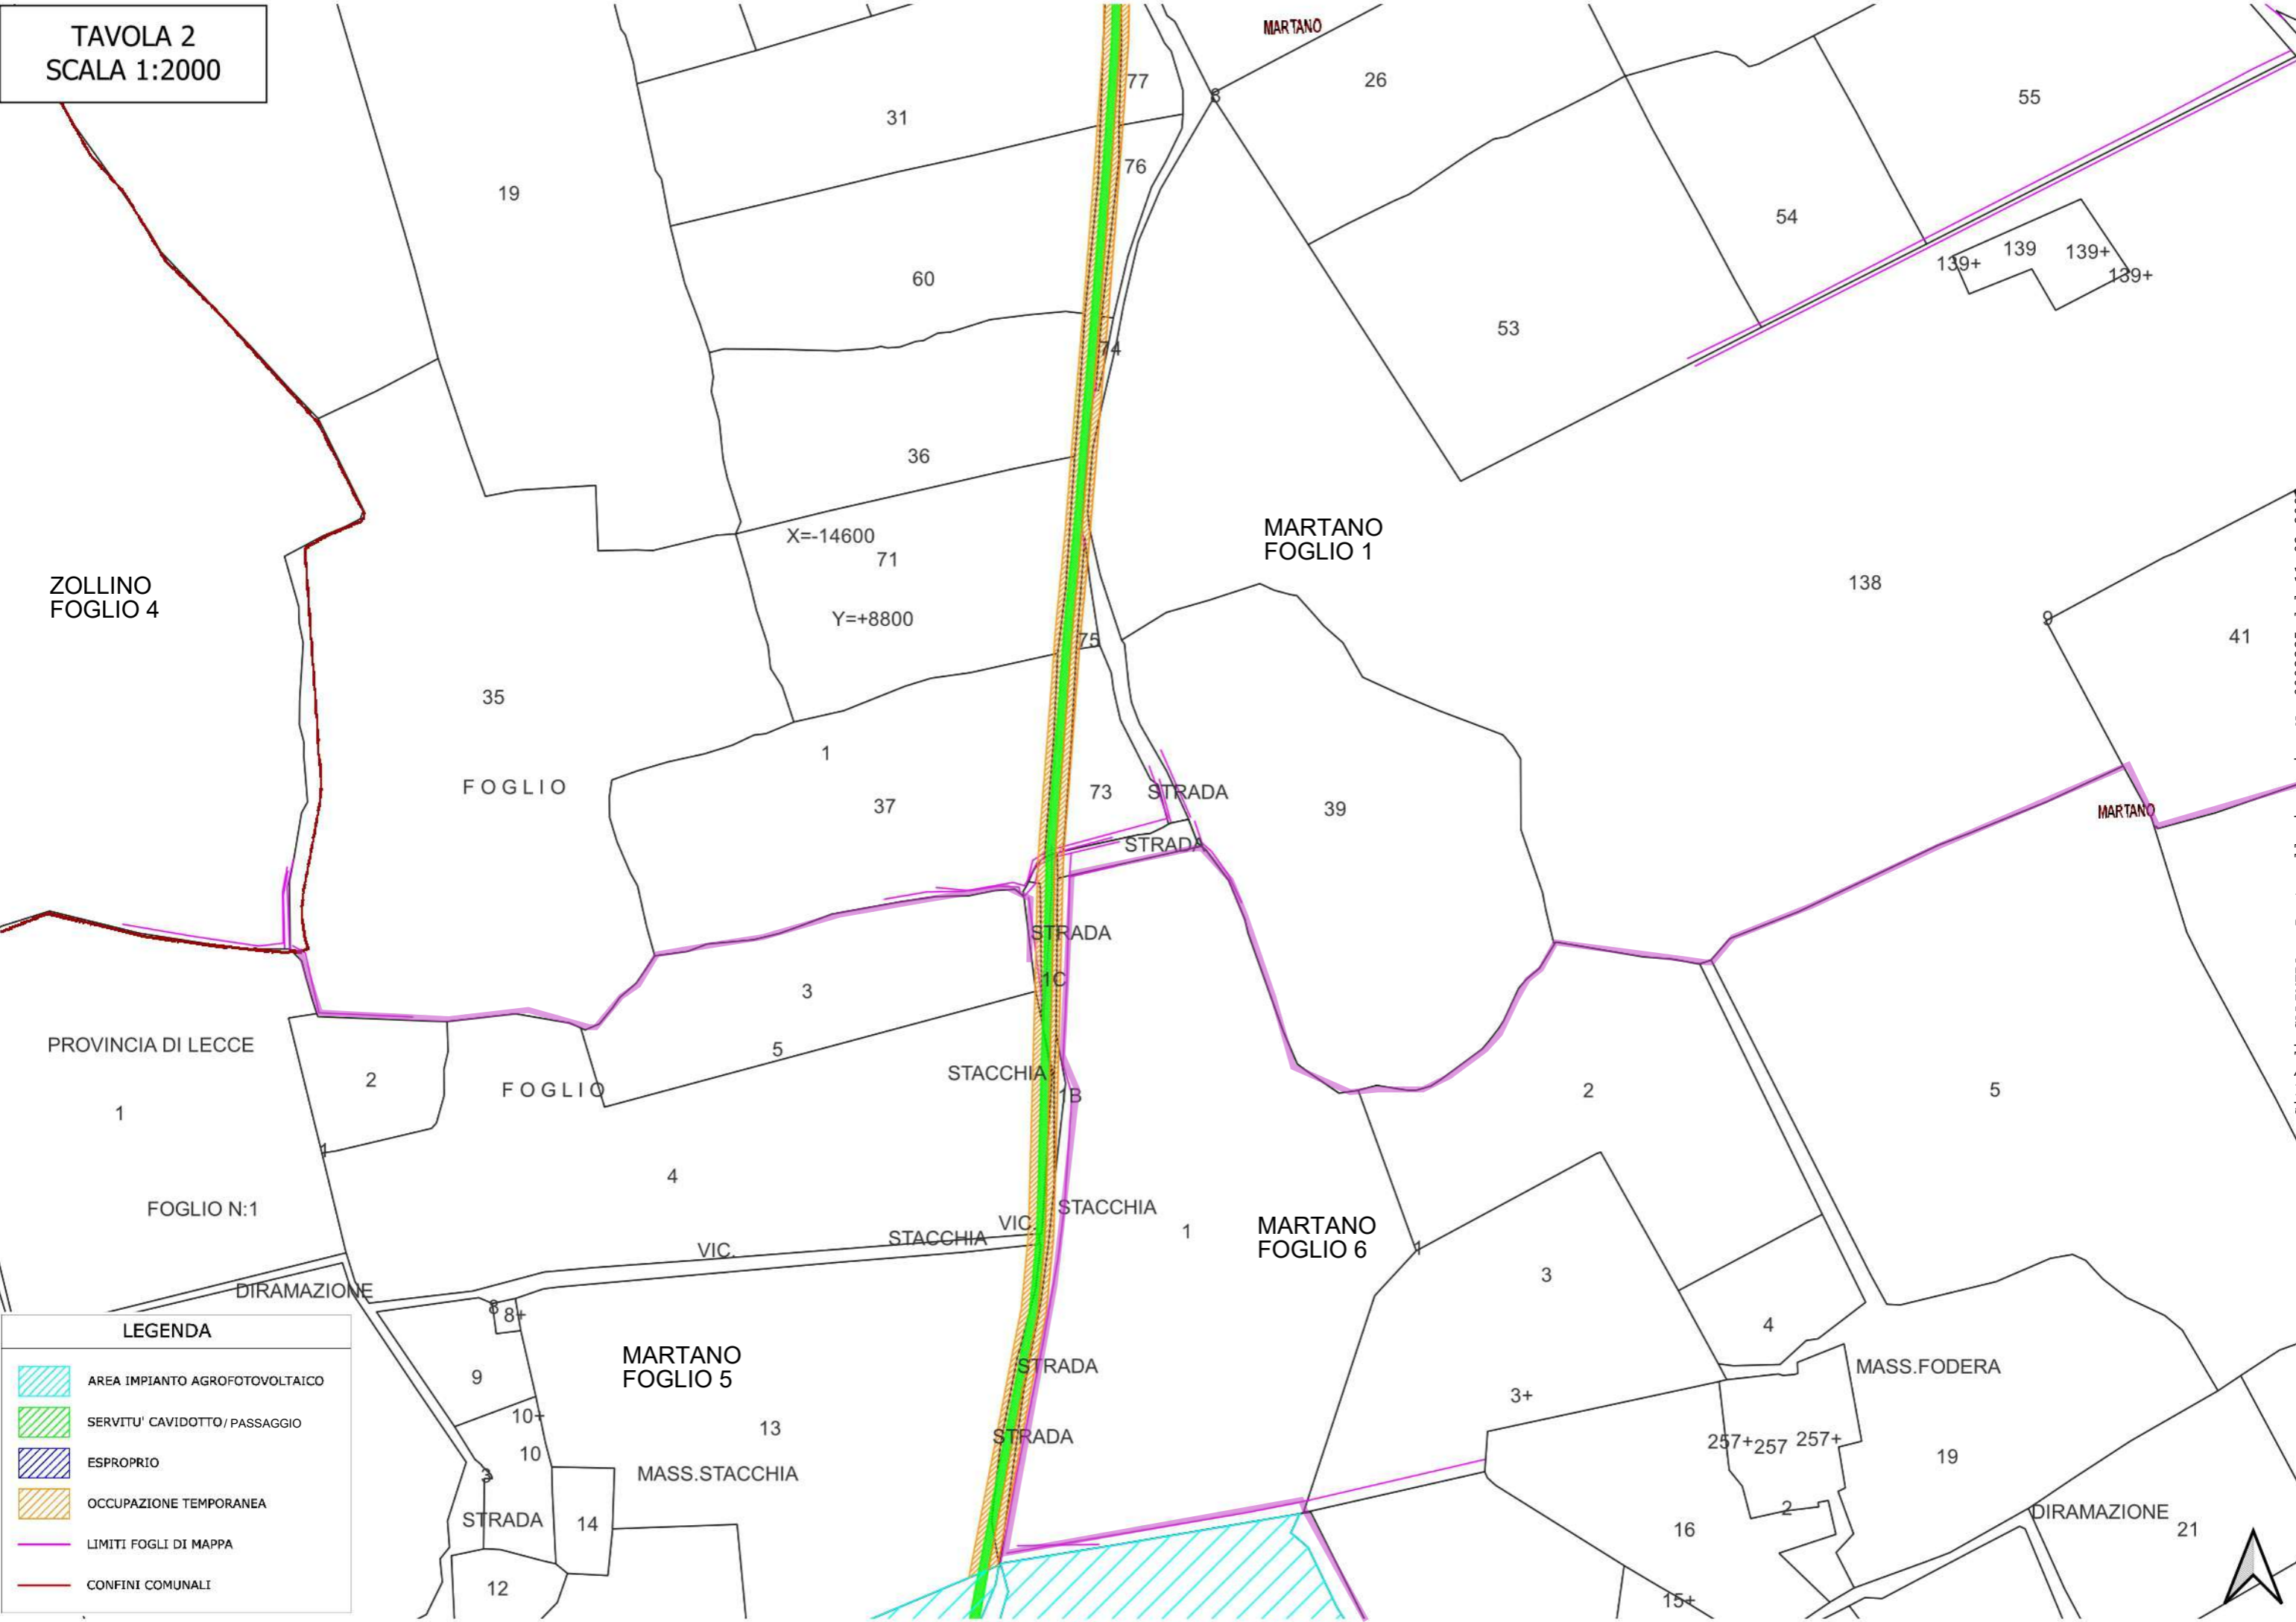 TAVOLA 2
SCALA 1:2000
MARTANO
77
26
55
31
76
8
19
54
139
139+
139+
139+
60
53
74
36
MARTANO
FOGLIO 1
X=-14600
71
138
ZOLLINO
FOGLIO 4
Y=+8800
9
75
41
35
1
FOGLIO
73
STRADA
37
39
MARTANO
STRADA
STRADA
1C
3
PROVINCIA DI LECCE
5
STACCHIA
2
FOGLIO
1B
2
5
1
1
4
FOGLIO N:1
STACCHIA
VIC.
STACCHIA
1
MARTANO
FOGLIO 6
VIC.
1
3
DIRAMAZIONE
8
8+
4
LEGENDA
MARTANO
FOGLIO 5
STRADA
MASS.FODERA
AREA IMPIANTO AGROFOTOVOLTAICO
9
3+
SERVITU' CAVIDOTTO/PASSAGGIO
10+
13
STRADA
257+
257
257+
10
19
ESPROPRIO
3
MASS.STACCHIA
OCCUPAZIONE TEMPORANEA
2
DIRAMAZIONE
STRADA
14
16
21
LIMITI FOGLI DI MAPPA
CONFINI COMUNALI
12
15+